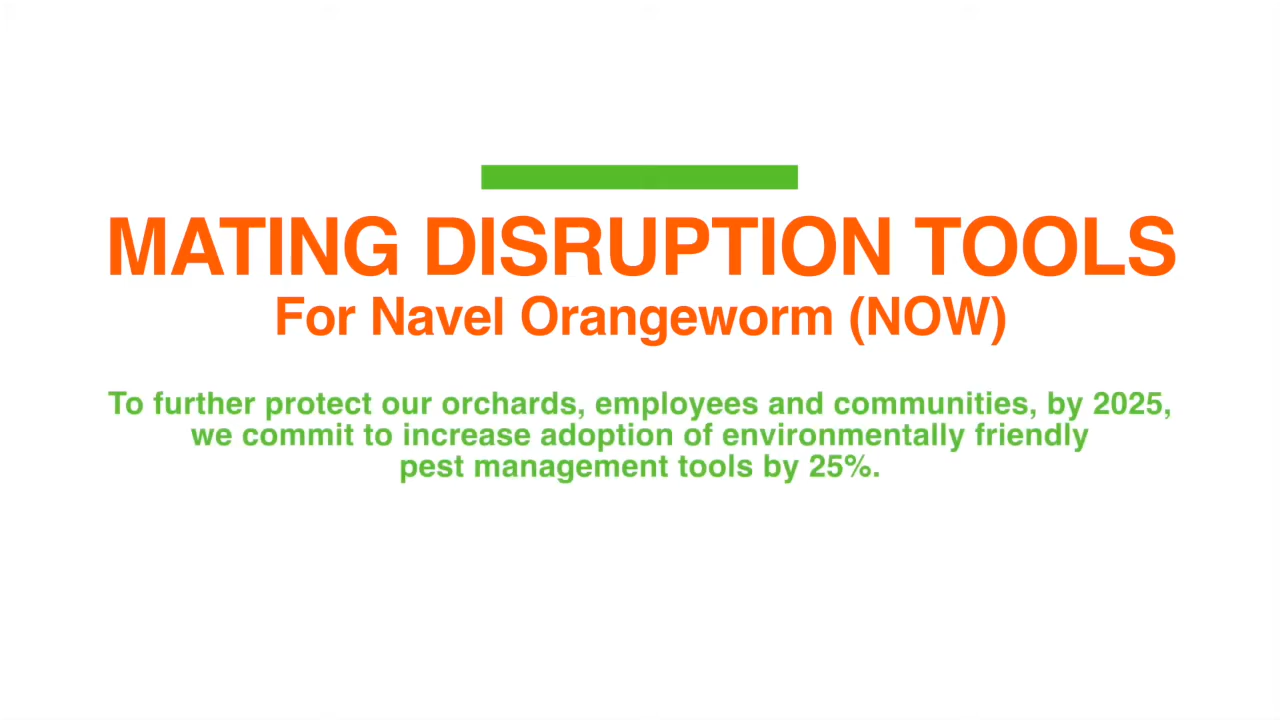 MATING DISRUPTION TOOLS
For Navel Orangeworm (NOW)
To further protect our orchards, employees and communities, by 2025,
we commit to increase adoption of environmentally friendly
pest management tools by 25%.